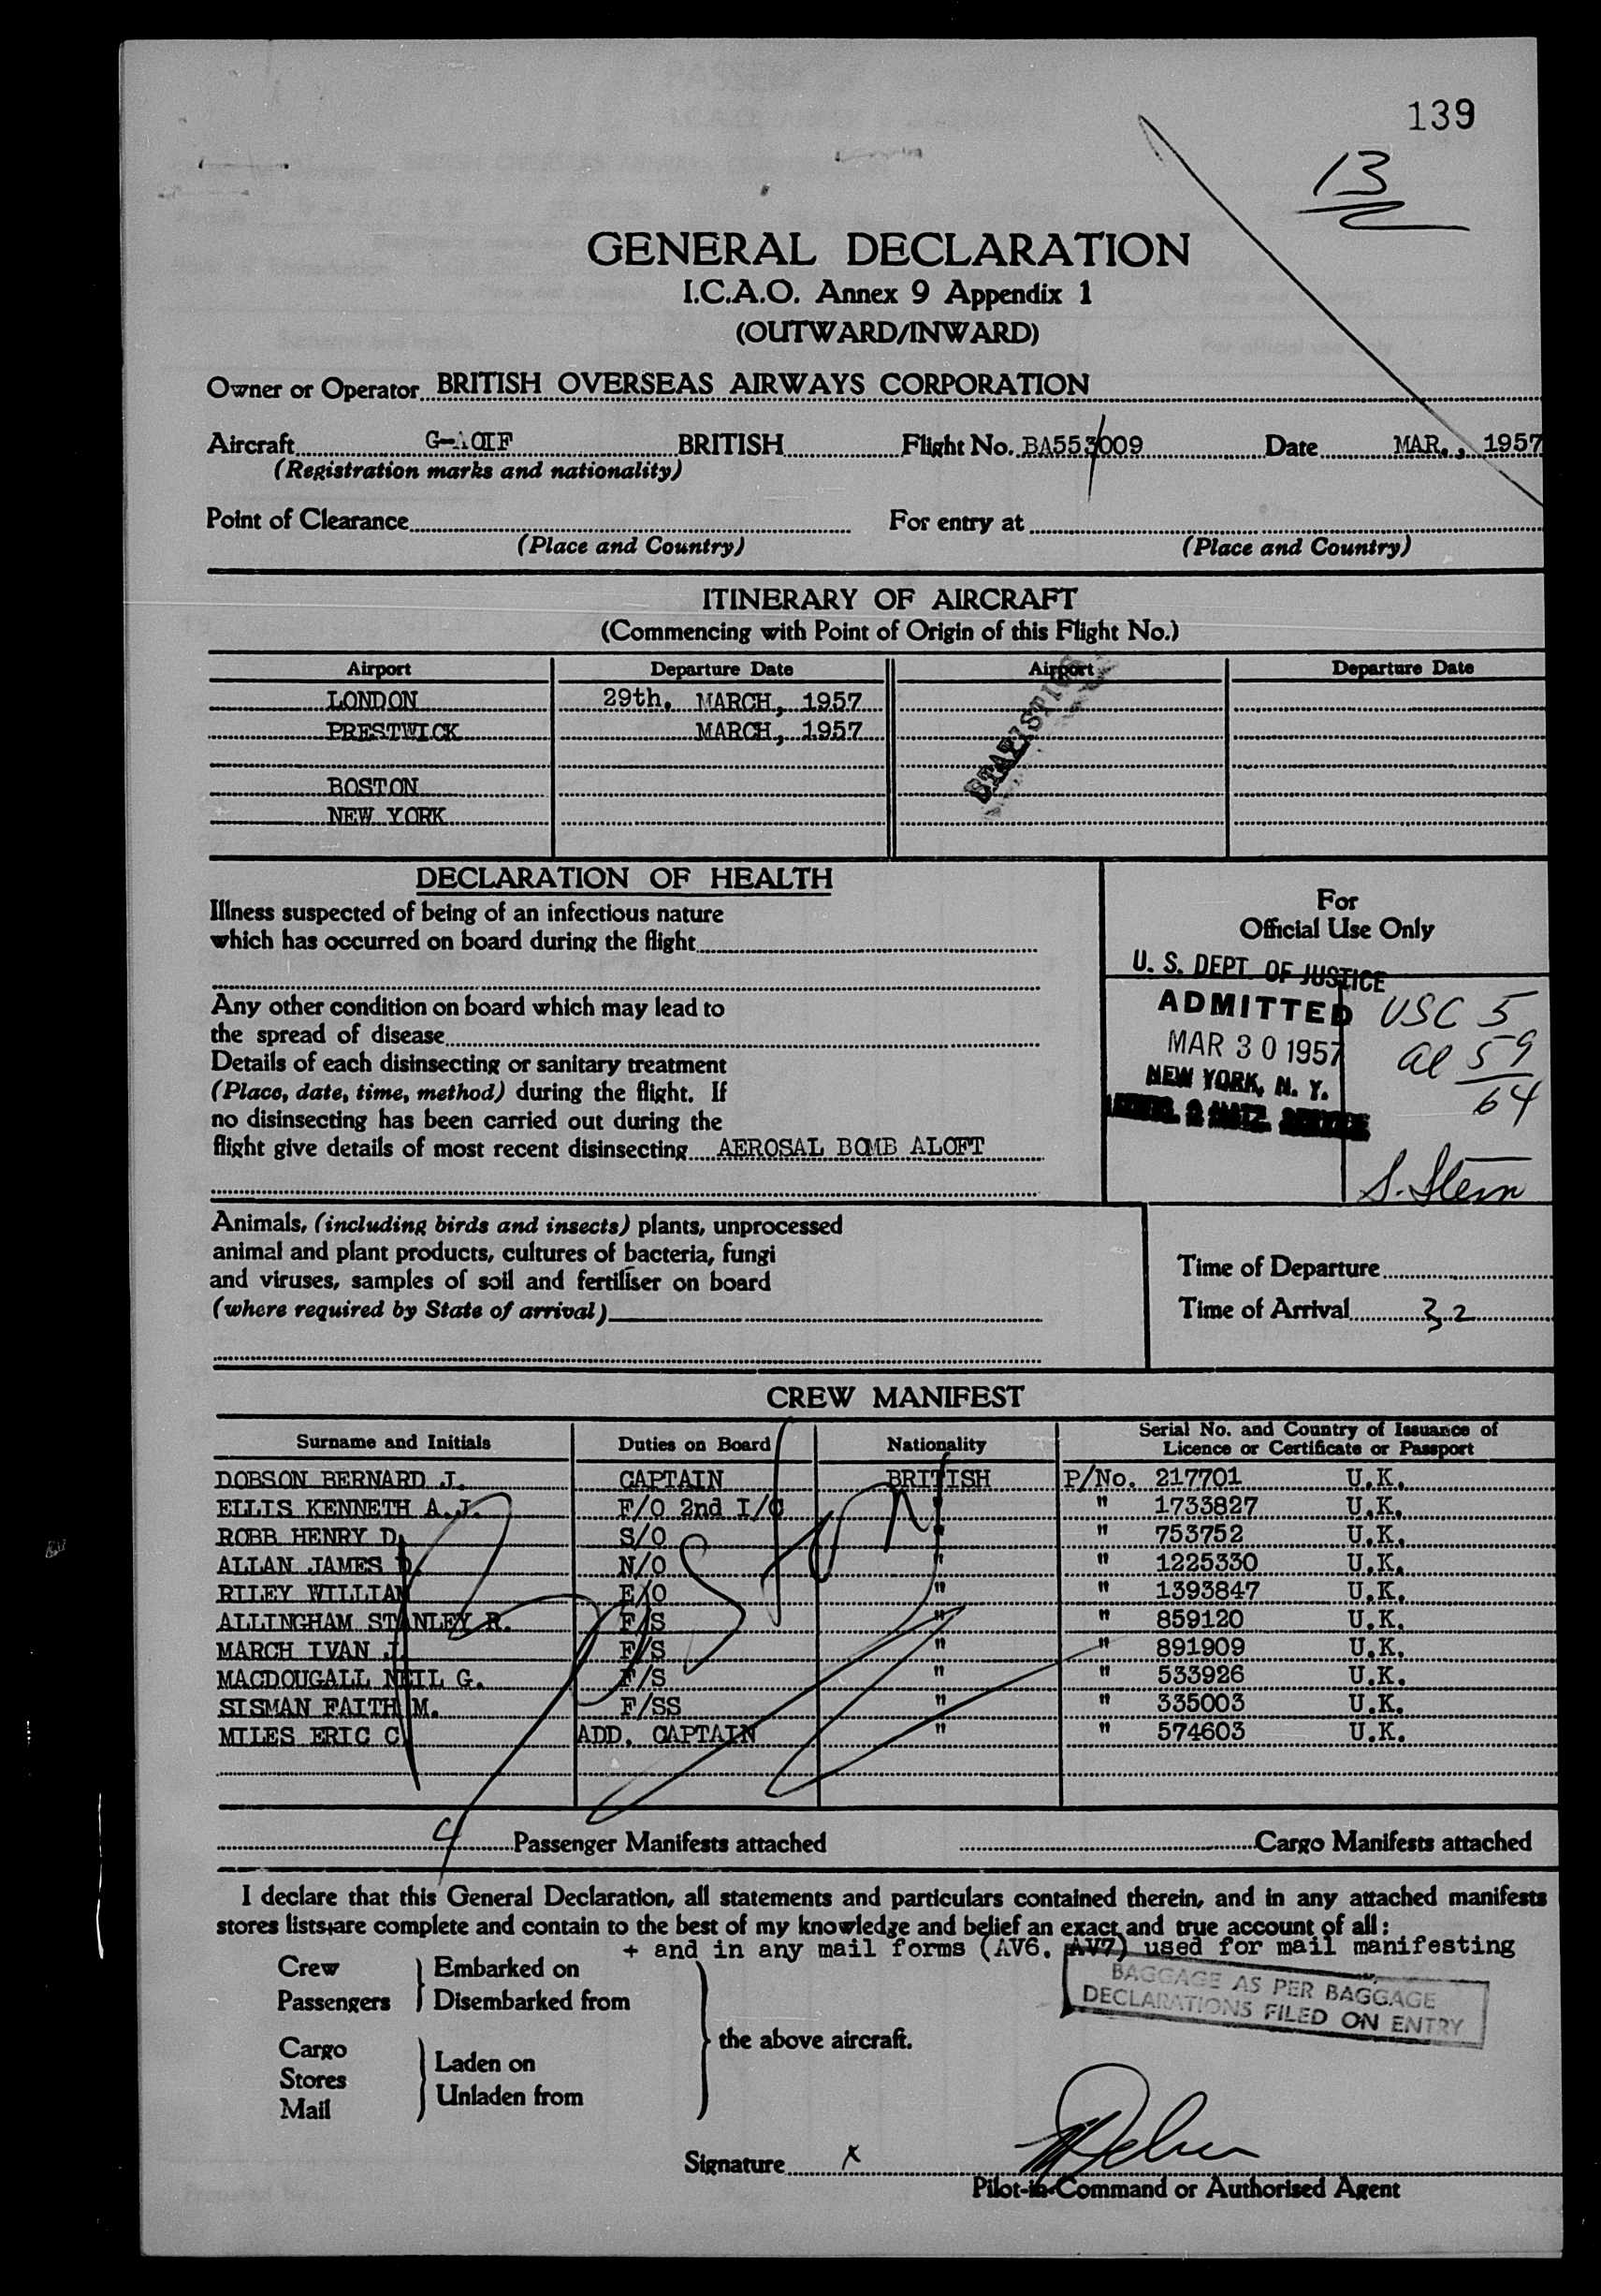 139
13
GENERAL DECLARATION
I.C.A.O. Annex 9 Appendix 1
(OUTWARD/INWARD)
Owner or Operator BRITISH OVERSEAS AIRWAYS CORPORATION
Aircraft G-AOIF BRITISH Flight No. BA553/009 Date MAR., 1957
(Registration marks and nationality)
Point of Clearance For entry at
(Place and Country) (Place and Country)
ITINERARY OF AIRCRAFT
(Commencing with Point of Origin of this Flight No.)
Airport Departure Date Airport Departure Date
LONDON 29th. MARCH, 1957
PRESTWICK MARCH, 1957
BOSTON
NEW YORK
DECLARATION OF HEALTH
Illness suspected of being of an infectious nature
which has occurred on board during the flight
Any other condition on board which may lead to
the spread of disease
Details of each disinsecting or sanitary treatment
(Place, date, time, method) during the flight. If
no disinsecting has been carried out during the
flight give details of most recent disinsecting AEROSAL BOMB ALOFT
For
Official Use Only
U. S. DEPT. OF JUSTICE
ADMITTED
MAR 30 1957
NEW YORK, N. Y.
USC 5
al 59
64
S. Stern
Animals, (including birds and insects) plants, unprocessed
animal and plant products, cultures of bacteria, fungi
and viruses, samples of soil and fertiliser on board
(where required by State of arrival)
Time of Departure
Time of Arrival 32
CREW MANIFEST
Surname and Initials Duties on Board Nationality Serial No. and Country of Issuance of Licence or Certificate or Passport
DOBSON BERNARD J. CAPTAIN BRITISH P/No. 217701 U.K.
ELLIS KENNETH A.J. F/O 2nd I/C " " 1733827 U.K.
ROBB HENRY D. S/O " " 753752 U.K.
ALLAN JAMES D. N/O " " 1225330 U.K.
RILEY WILLIAM E/O " " 1393847 U.K.
ALLINGHAM STANLEY R. F/S " " 859120 U.K.
MARCH IVAN J. F/S " " 891909 U.K.
MACDOUGALL NEIL G. F/S " " 533926 U.K.
SISMAN FAITH M. F/SS " " 335003 U.K.
MILES ERIC C. ADD. CAPTAIN " " 574603 U.K.
4 Passenger Manifests attached Cargo Manifests attached
I declare that this General Declaration, all statements and particulars contained therein, and in any attached manifests
stores lists+are complete and contain to the best of my knowledge and belief an exact and true account of all:
+ and in any mail forms (AV6. AV7) used for mail manifesting
Crew
Passengers
Embarked on
Disembarked from
Cargo
Stores
Mail
Laden on
Unladen from
the above aircraft.
BAGGAGE AS PER BAGGAGE
DECLARATIONS FILED ON ENTRY
Signature x
Pilot-in-Command or Authorised Agent